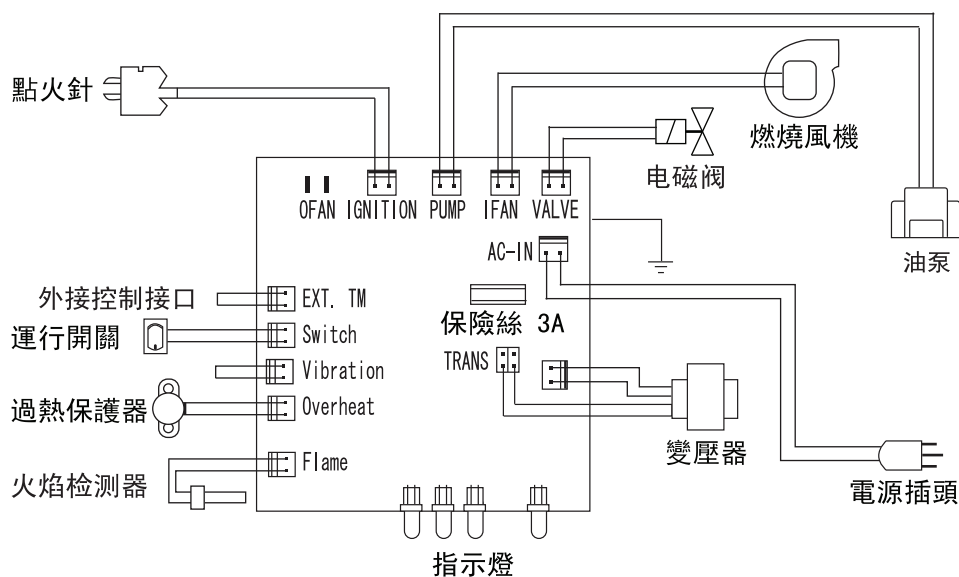 點火針
燃燒風機
电磁阀
OFAN IGNITION PUMP IFAN VALVE
油泵
AC-IN
外接控制接口
EXT. TM
保險絲 3A
運行開關
Switch
TRANS
Vibration
過熱保護器
Overheat
變壓器
火焰检测器
Flame
電源插頭
指示燈